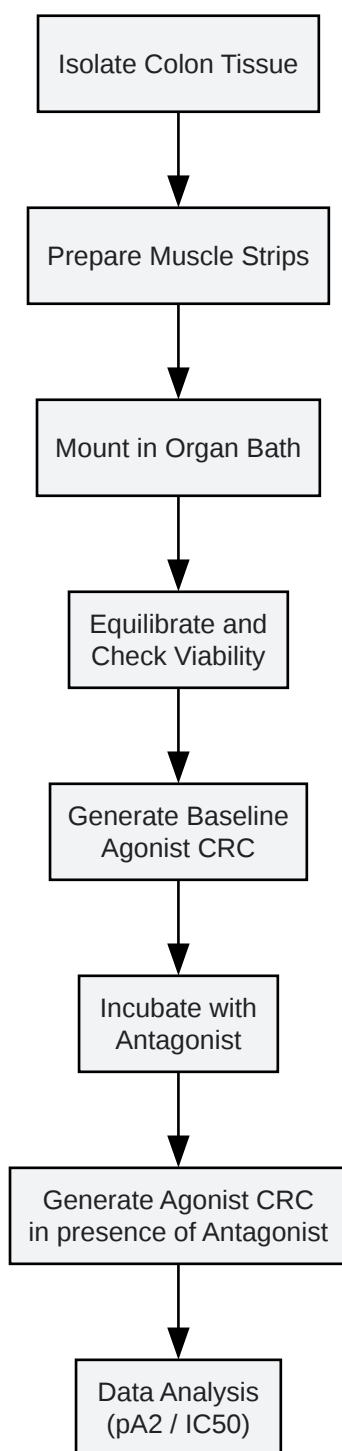 Isolate Colon Tissue
Prepare Muscle Strips
Mount in Organ Bath
Equilibrate and
Check Viability
Generate Baseline
Agonist CRC
Incubate with
Antagonist
Generate Agonist CRC
in presence of Antagonist
Data Analysis
(pA2 / IC50)